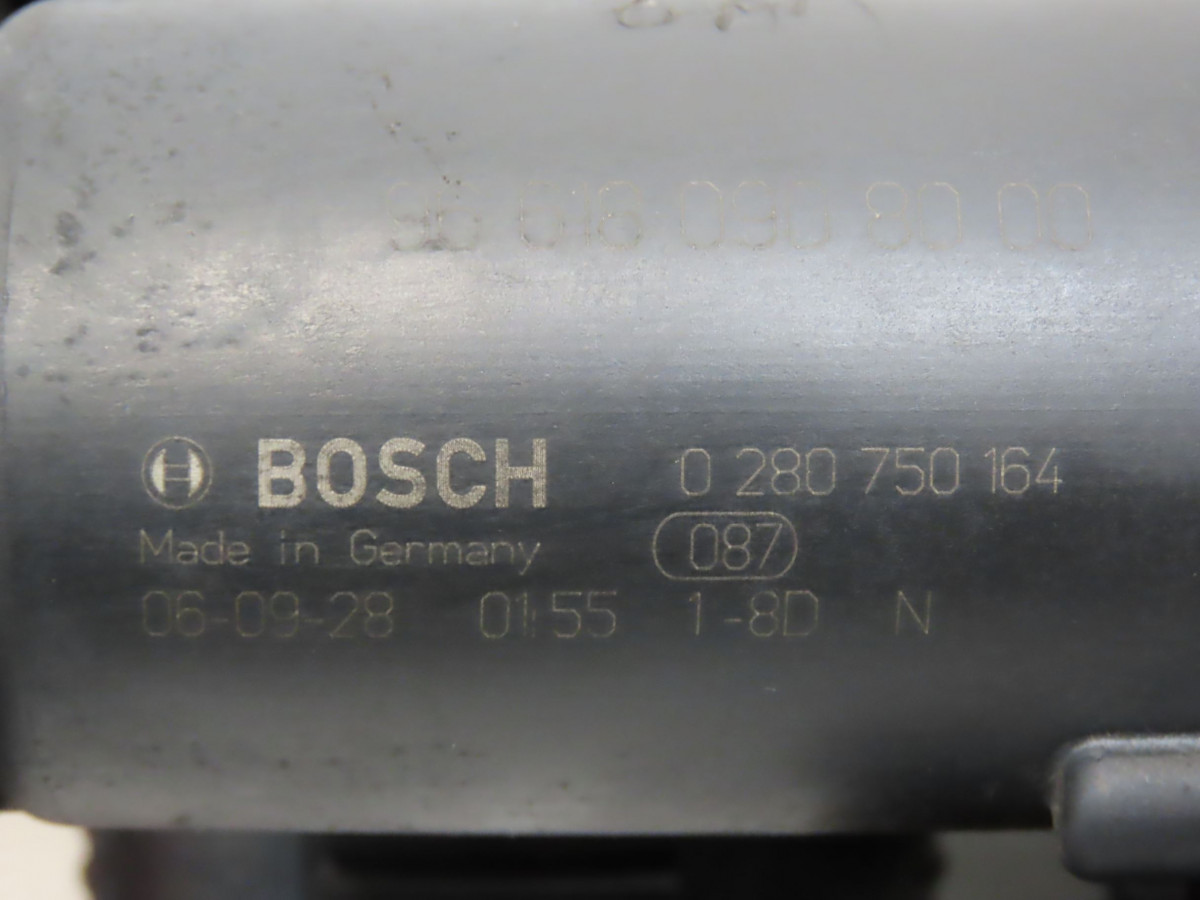 96 618 090 80 00
BOSCH 0 280 750 164
Made in Germany 087
06-09-28 01:55 1-8D N